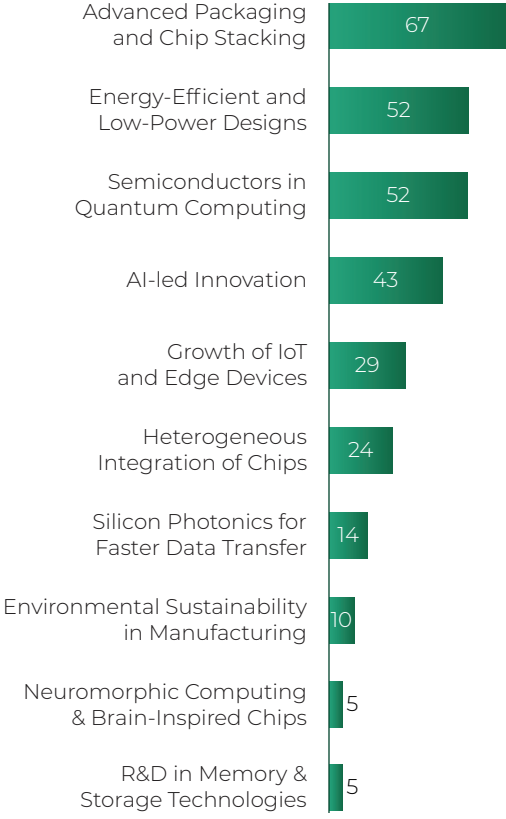 Advanced Packaging
and Chip Stacking
67
Energy-Efficient and
Low-Power Designs
52
Semiconductors in
Quantum Computing
52
AI-led Innovation
43
Growth of IoT
and Edge Devices
29
Heterogeneous
Integration of Chips
24
Silicon Photonics for
Faster Data Transfer
14
Environmental Sustainability
in Manufacturing
10
Neuromorphic Computing
& Brain-Inspired Chips
5
R&D in Memory &
Storage Technologies
5